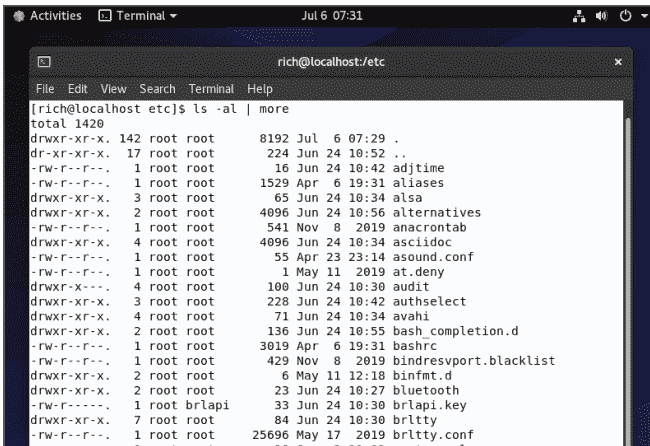 Activities Terminal Jul 6 07:31
rich@localhost:/etc ×
File Edit View Search Terminal Help
[rich@localhost etc]$ ls -al | more
total 1420
drwxr-xr-x. 142 root root 8192 Jul 6 07:29 .
dr-xr-xr-x. 17 root root 224 Jun 24 10:52 ..
-rw-r--r--. 1 root root 16 Jun 24 10:42 adjtime
-rw-r--r--. 1 root root 1529 Apr 6 19:31 aliases
drwxr-xr-x. 3 root root 65 Jun 24 10:34 alsa
drwxr-xr-x. 2 root root 4096 Jun 24 10:56 alternatives
-rw-r--r--. 1 root root 541 Nov 8 2019 anacrontab
drwxr-xr-x. 4 root root 4096 Jun 24 10:34 asciidoc
-rw-r--r--. 1 root root 55 Apr 23 23:14 asound.conf
-rw-r--r--. 1 root root 1 May 11 2019 at.deny
drwxr-x---. 4 root root 100 Jun 24 10:30 audit
drwxr-xr-x. 3 root root 228 Jun 24 10:42 authselect
drwxr-xr-x. 4 root root 71 Jun 24 10:34 avahi
drwxr-xr-x. 2 root root 136 Jun 24 10:55 bash_completion.d
-rw-r--r--. 1 root root 3019 Apr 6 19:31 bashrc
-rw-r--r--. 1 root root 429 Nov 8 2019 bindresvport.blacklist
drwxr-xr-x. 2 root root 6 May 11 12:18 binfmt.d
drwxr-xr-x. 2 root root 23 Jun 24 10:27 bluetooth
-rw-r-----. 1 root brlapi 33 Jun 24 10:30 brlapi.key
drwxr-xr-x. 7 root root 84 Jun 24 10:30 brltty
-rw-r--r--. 1 root root 25696 May 17 2019 brltty.conf